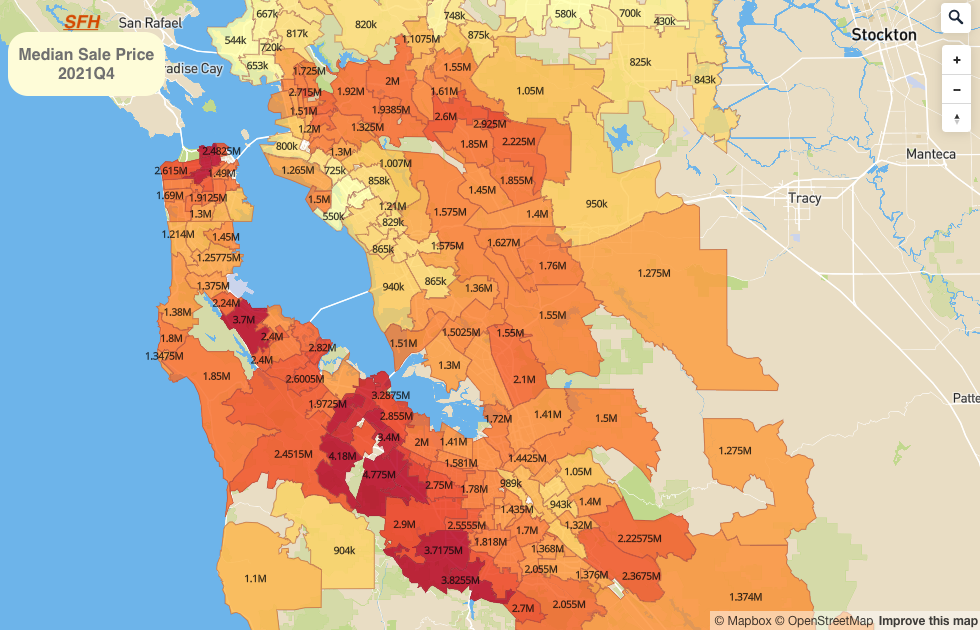 SFH
Median Sale Price
2021Q4
San Rafael
radise Cay
Stockton
Manteca
Tracy
Patte
+
−
667k
820k
748k
580k
700k
430k
544k
817k
720k
1.1075M
875k
653k
825k
1.725M
1.55M
843k
2M
2.715M
1.92M
1.61M
1.05M
1.51M
1.9385M
2.6M
2.925M
1.2M
1.325M
800k
1.85M
2.225M
2.4825M
1.3M
1.007M
2.615M
1.49M
1.265M
725k
858k
1.855M
1.45M
1.69M
1.9125M
1.5M
1.21M
950k
1.3M
550k
829k
1.575M
1.4M
1.214M
1.45M
865k
1.575M
1.627M
1.25775M
1.76M
1.275M
1.375M
940k
865k
1.36M
2.24M
1.38M
3.7M
1.55M
1.8M
2.4M
1.51M
1.5025M
1.55M
1.3475M
2.4M
2.82M
1.3M
1.85M
2.6005M
2.1M
3.2875M
1.9725M
2.855M
1.72M
1.41M
1.5M
3.4M
2M
1.41M
2.4515M
4.18M
1.581M
1.4425M
1.275M
4.775M
1.05M
2.75M
1.78M
989k
943k
1.4M
1.435M
2.9M
2.5555M
1.7M
1.32M
1.818M
2.22575M
904k
3.7175M
1.368M
1.1M
3.8255M
2.055M
1.376M
2.3675M
2.7M
2.055M
1.374M
© Mapbox © OpenStreetMap Improve this map